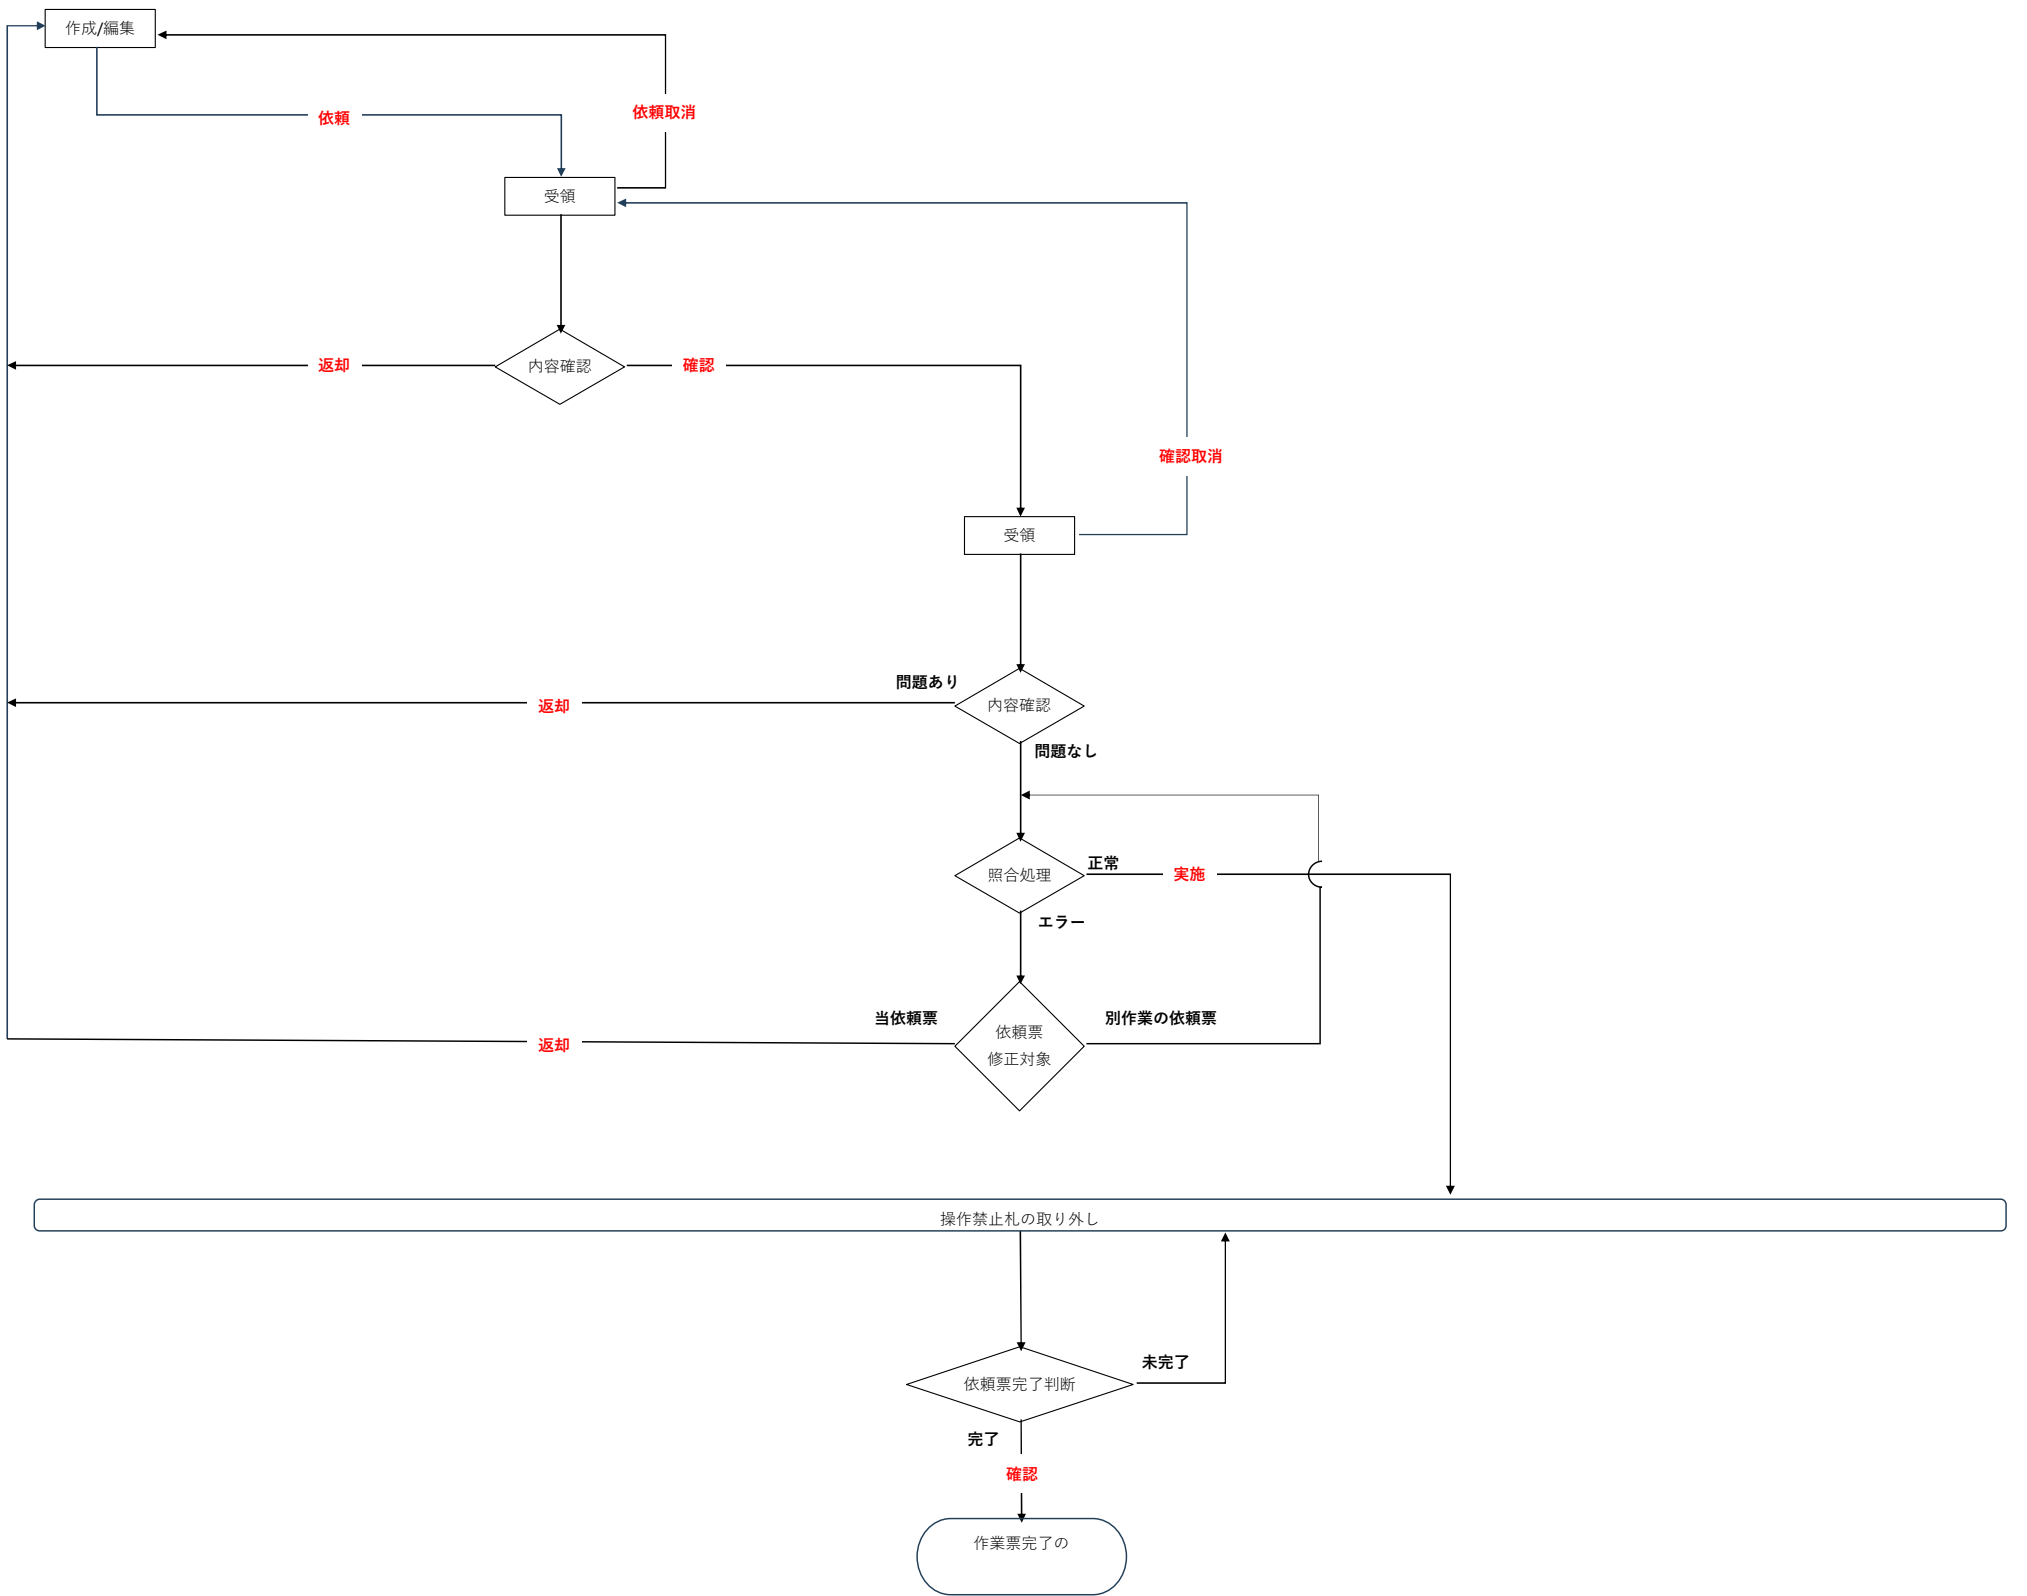 作成/編集
依頼取消
依頼
受領
返却
内容確認
確認
確認取消
受領
問題あり
返却
内容確認
問題なし
正常
実施
照合処理
エラー
当依頼票
別作業の依頼票
依頼票
修正対象
返却
操作禁止札の取り外し
未完了
依頼票完了判断
完了
確認
作業票完了の